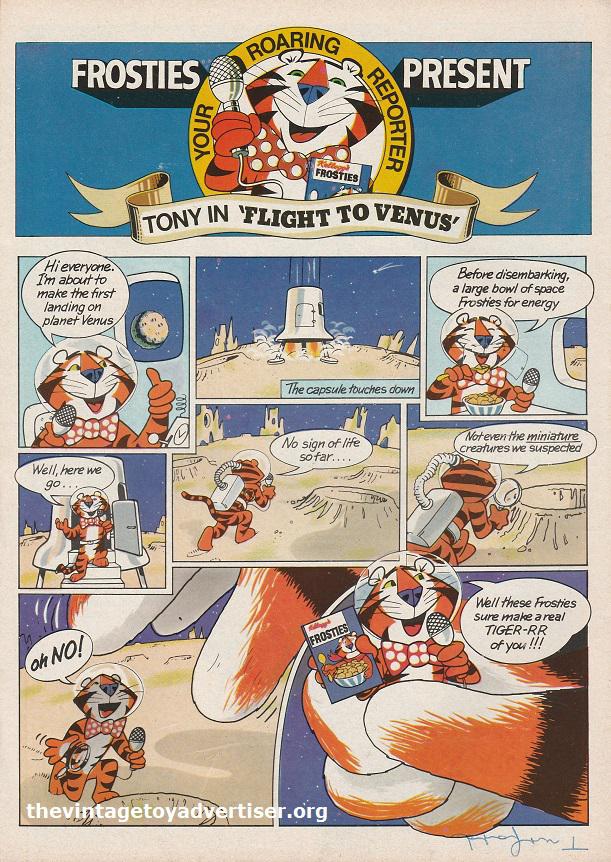 FROSTIES PRESENT
YOUR ROARING REPORTER
Kellogg's
FROSTIES
TONY IN 'FLIGHT TO VENUS'
Hi everyone.
I'm about to
make the first
landing on
planet Venus
The capsule touches down
Before disembarking,
a large bowl of space
Frosties for energy
Well, here we
go...
No sign of life
so far....
Not even the miniature
creatures we suspected
oh NO!
Kellogg's
FROSTIES
Well these Frosties
sure make a real
TIGER-RR
of you!!!
thevintagetoyadvertiser.org